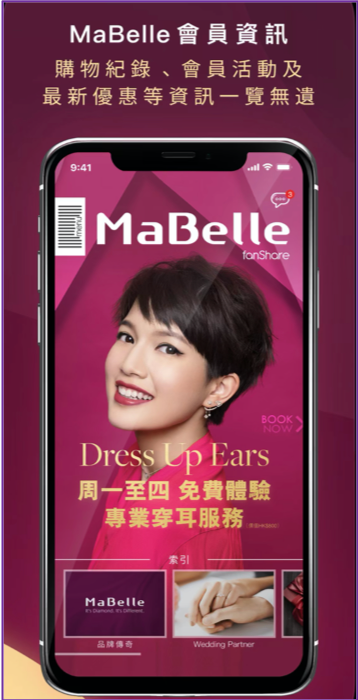 MaBelle會員資訊
購物紀錄、會員活動及
最新優惠等資訊一覽無遺
9:41
3
menu
MaBelle
fanShare
BOOK
NOW
Dress Up Ears
周一至四 免費體驗
專業穿耳服務
索引
MaBelle
It's Diamond. It's Different.
品牌傳奇
Wedding Partner